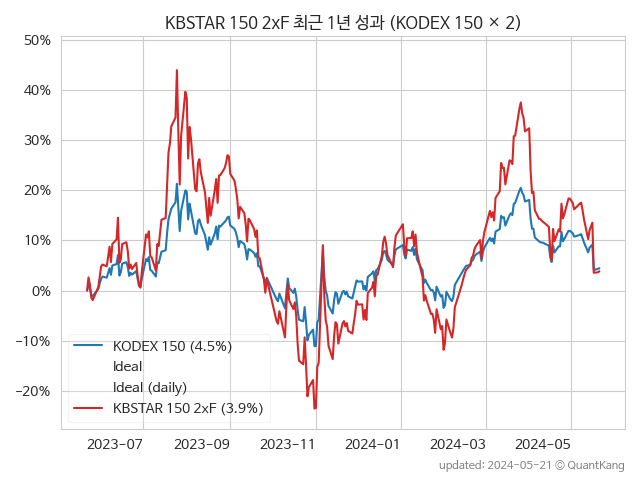 KBSTAR 150 2xF 최근 1년 성과 (KODEX 150 × 2)
50%
40%
30%
20%
10%
0%
−10%
−20%
KODEX 150 (4.5%)
Ideal
Ideal (daily)
KBSTAR 150 2xF (3.9%)
2023−07
2023−09
2023−11
2024−01
2024−03
2024−05
updated: 2024−05−21 © QuantKang